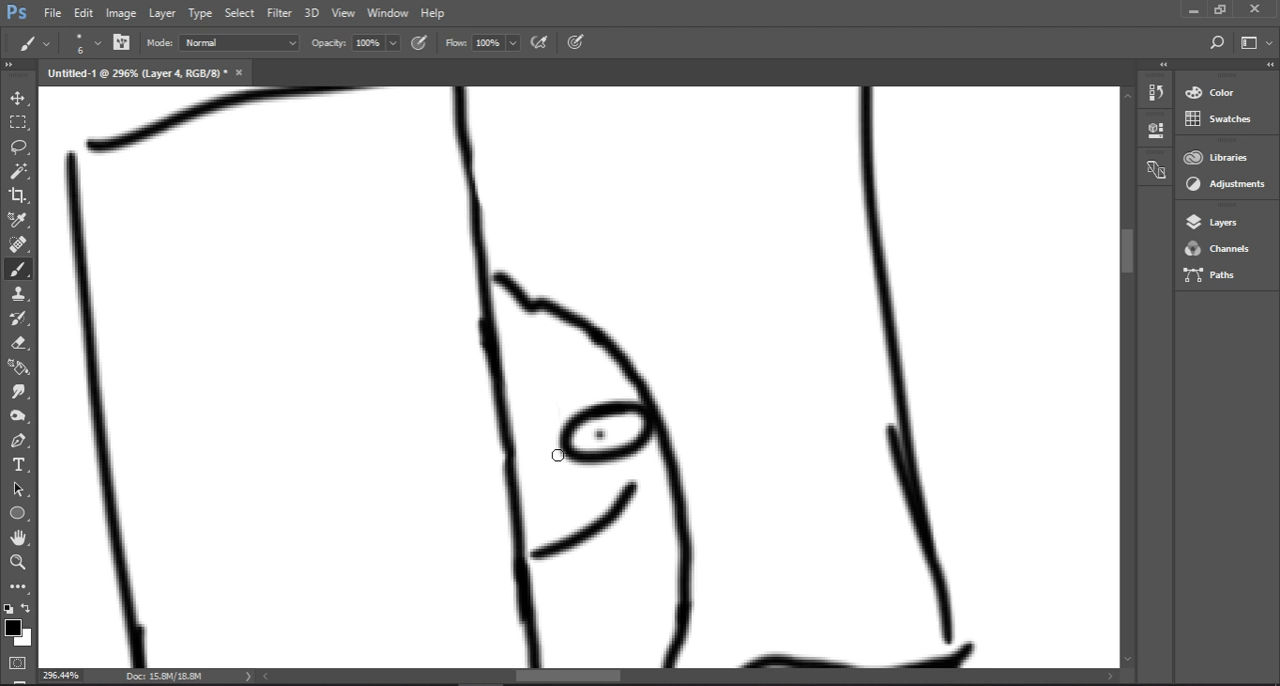 Ps File Edit Image Layer Type Select Filter 3D View Window Help
6 Mode: Normal Opacity: 100% Flow: 100%
Untitled-1 @ 296% (Layer 4, RGB/8) * ×
Color
Swatches
Libraries
Adjustments
Layers
Channels
Paths
296.44% Doc: 15.8M/18.8M